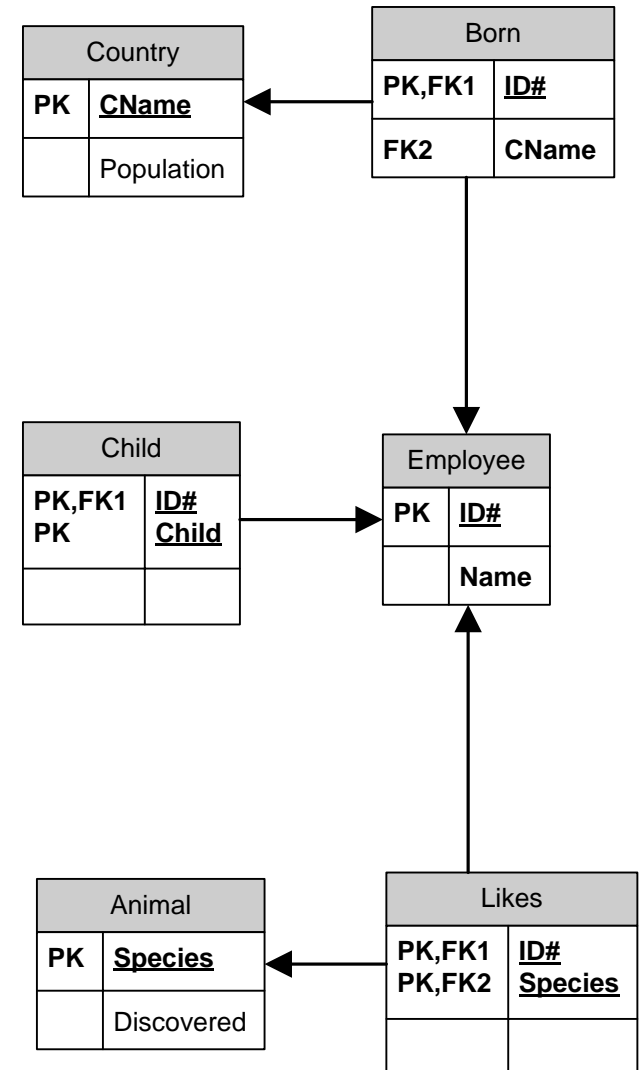 Country
PK CName
Population
Born
PK,FK1 ID#
FK2 CName
Child
PK,FK1 ID#
PK Child
Employee
PK ID#
Name
Animal
PK Species
Discovered
Likes
PK,FK1 ID#
PK,FK2 Species